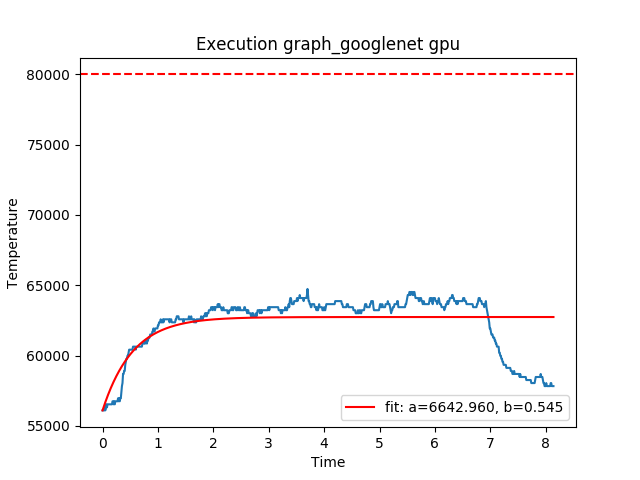 Execution graph_googlenet gpu
80000
75000
70000
65000
60000
55000
Temperature
fit: a=6642.960, b=0.545
0 1 2 3 4 5 6 7 8
Time